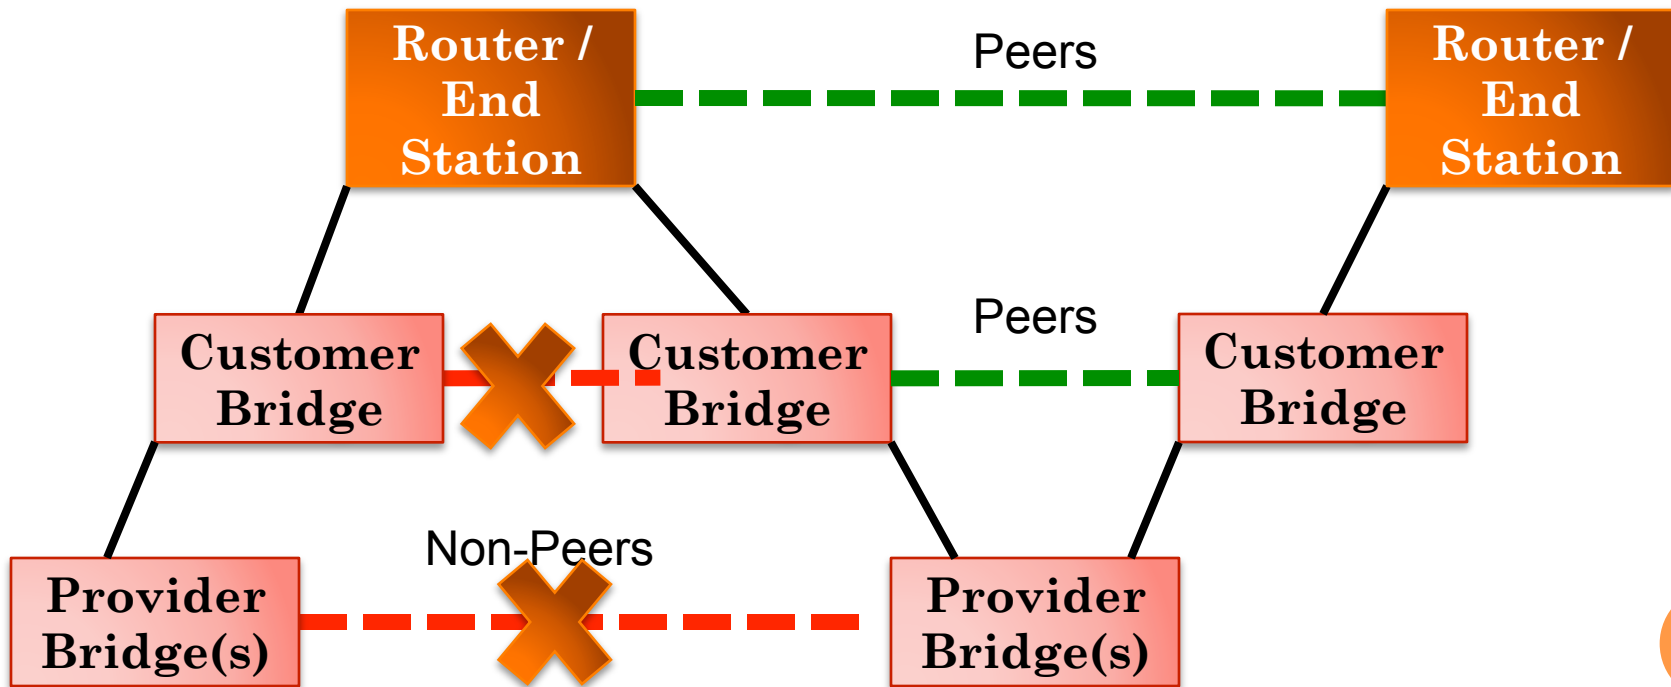 Router /
End
Station
Peers
Router /
End
Station
Customer
Bridge
Customer
Bridge
Peers
Customer
Bridge
Non-Peers
Provider
Bridge(s)
Provider
Bridge(s)